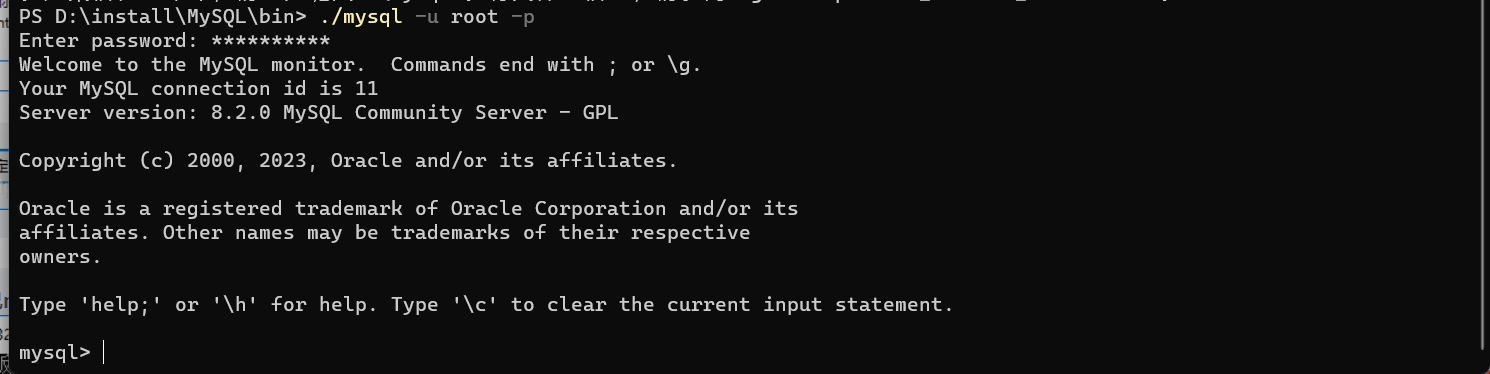 PS D:\install\MySQL\bin> ./mysql -u root -p
Enter password: **********
Welcome to the MySQL monitor.  Commands end with ; or \g.
Your MySQL connection id is 11
Server version: 8.2.0 MySQL Community Server - GPL
Copyright (c) 2000, 2023, Oracle and/or its affiliates.
Oracle is a registered trademark of Oracle Corporation and/or its
affiliates. Other names may be trademarks of their respective
owners.
Type 'help;' or '\h' for help. Type '\c' to clear the current input statement.
mysql>